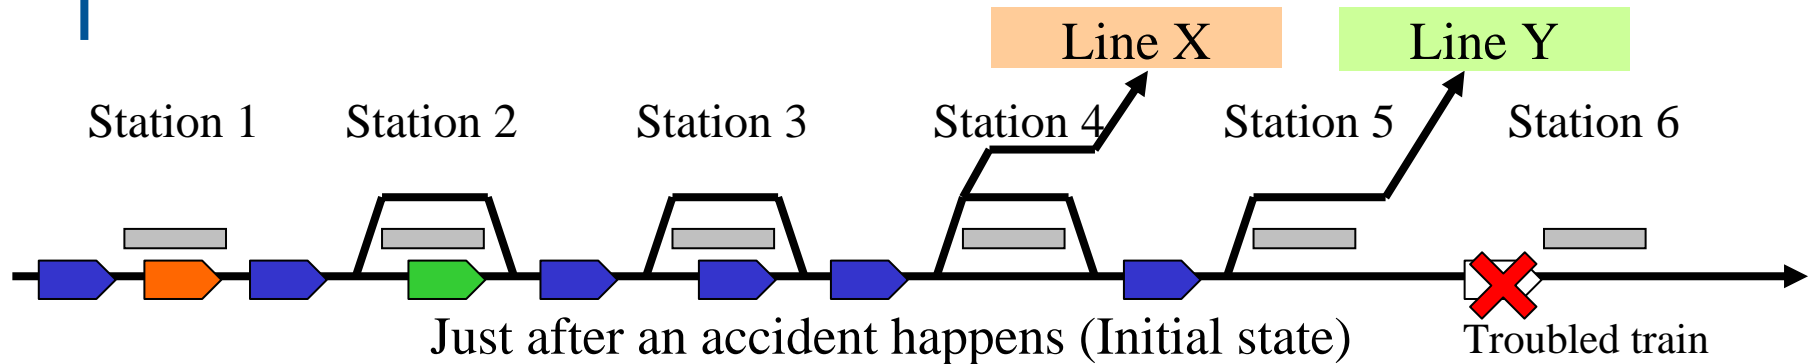 Line X
Line Y
Station 1
Station 2
Station 3
Station 4
Station 5
Station 6
Just after an accident happens (Initial state)
Troubled train